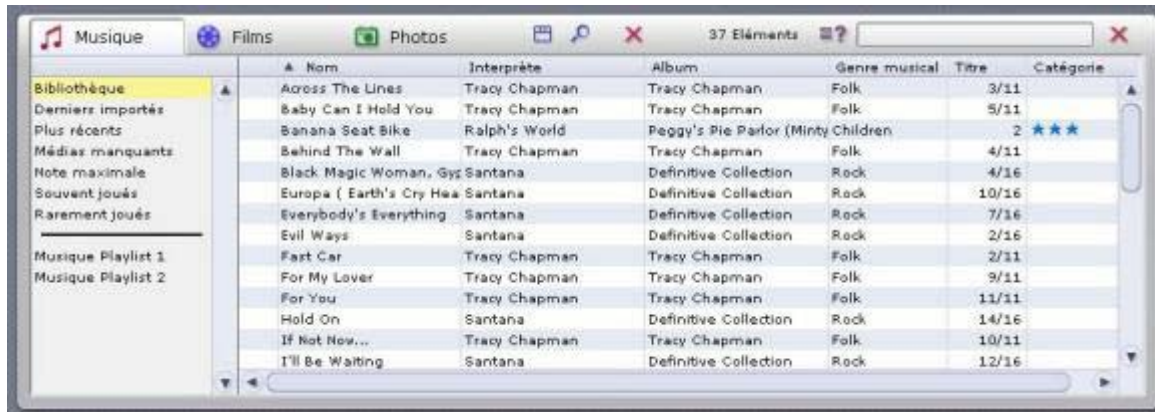 Musique Films Photos 37 Eléments ?
▲ Nom Interprète Album Genre musical Titre Catégorie
Bibliothèque
Derniers importés
Plus récents
Médias manquants
Note maximale
Souvent joués
Rarement joués
Musique Playlist 1
Musique Playlist 2
Across The Lines Tracy Chapman Tracy Chapman Folk 3/11
Baby Can I Hold You Tracy Chapman Tracy Chapman Folk 5/11
Banana Seat Bike Ralph's World Peggy's Pie Parlor (Minty Children 2 ★★★
Behind The Wall Tracy Chapman Tracy Chapman Folk 4/11
Black Magic Woman, Gyp Santana Definitive Collection Rock 4/16
Europa ( Earth's Cry Hea Santana Definitive Collection Rock 10/16
Everybody's Everything Santana Definitive Collection Rock 7/16
Evil Ways Santana Definitive Collection Rock 2/16
Fast Car Tracy Chapman Tracy Chapman Folk 2/11
For My Lover Tracy Chapman Tracy Chapman Folk 9/11
For You Tracy Chapman Tracy Chapman Folk 11/11
Hold On Santana Definitive Collection Rock 14/16
If Not Now... Tracy Chapman Tracy Chapman Folk 10/11
I'll Be Waiting Santana Definitive Collection Rock 12/16